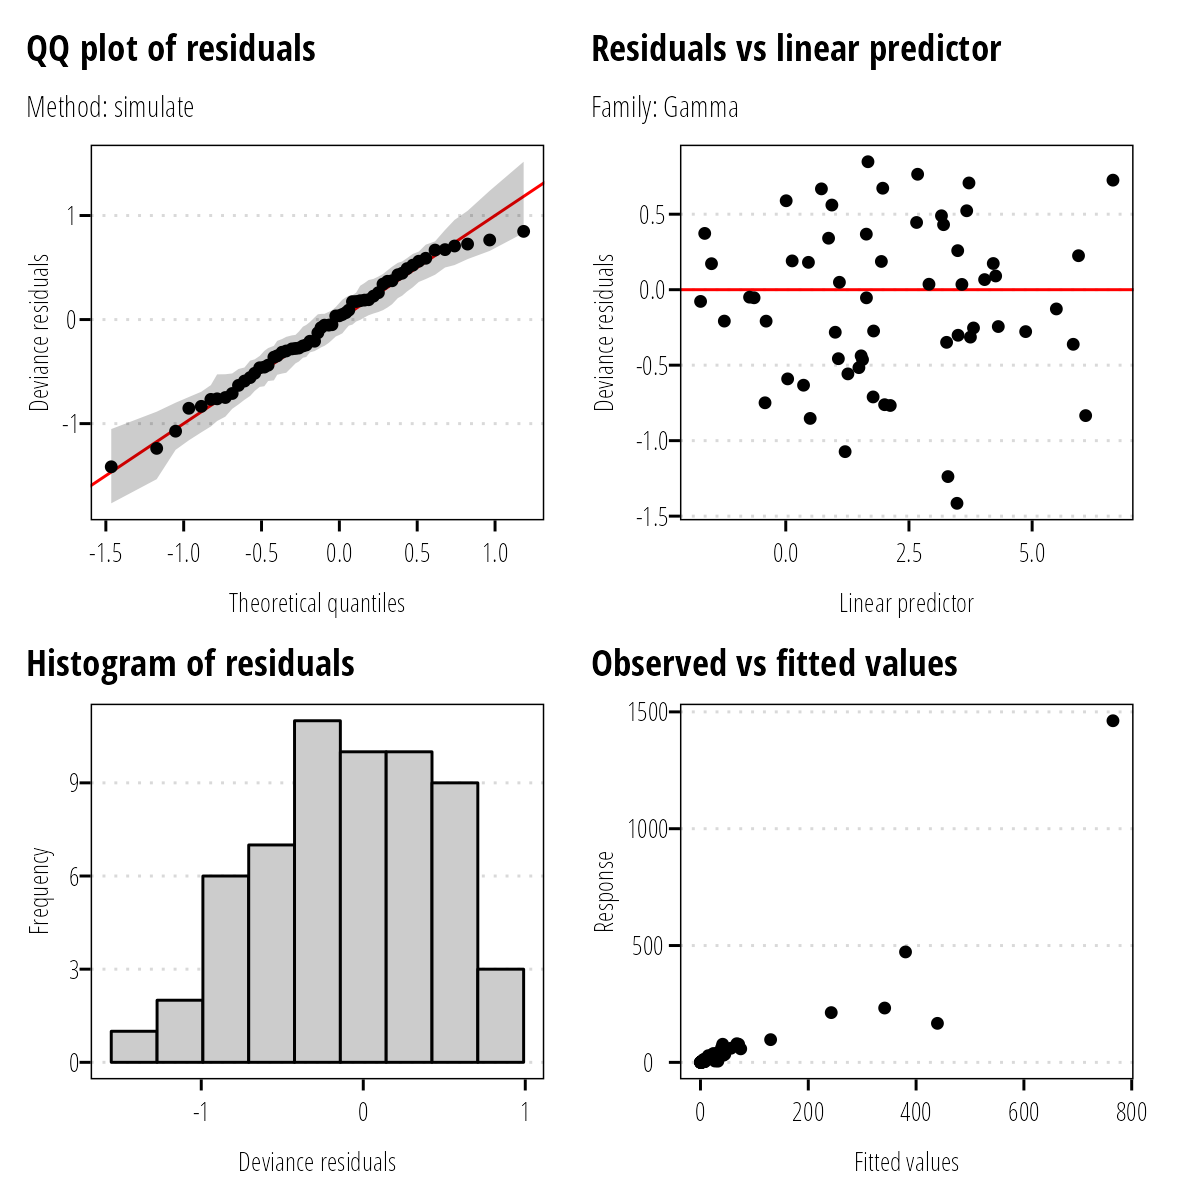 QQ plot of residuals
Method: simulate
1
0
-1
Deviance residuals
-1.5 -1.0 -0.5 0.0 0.5 1.0
Theoretical quantiles
Residuals vs linear predictor
Family: Gamma
0.5
0.0
-0.5
-1.0
-1.5
Deviance residuals
0.0 2.5 5.0
Linear predictor
Histogram of residuals
9
6
3
0
Frequency
-1 0 1
Deviance residuals
Observed vs fitted values
1500
1000
500
0
Response
0 200 400 600 800
Fitted values